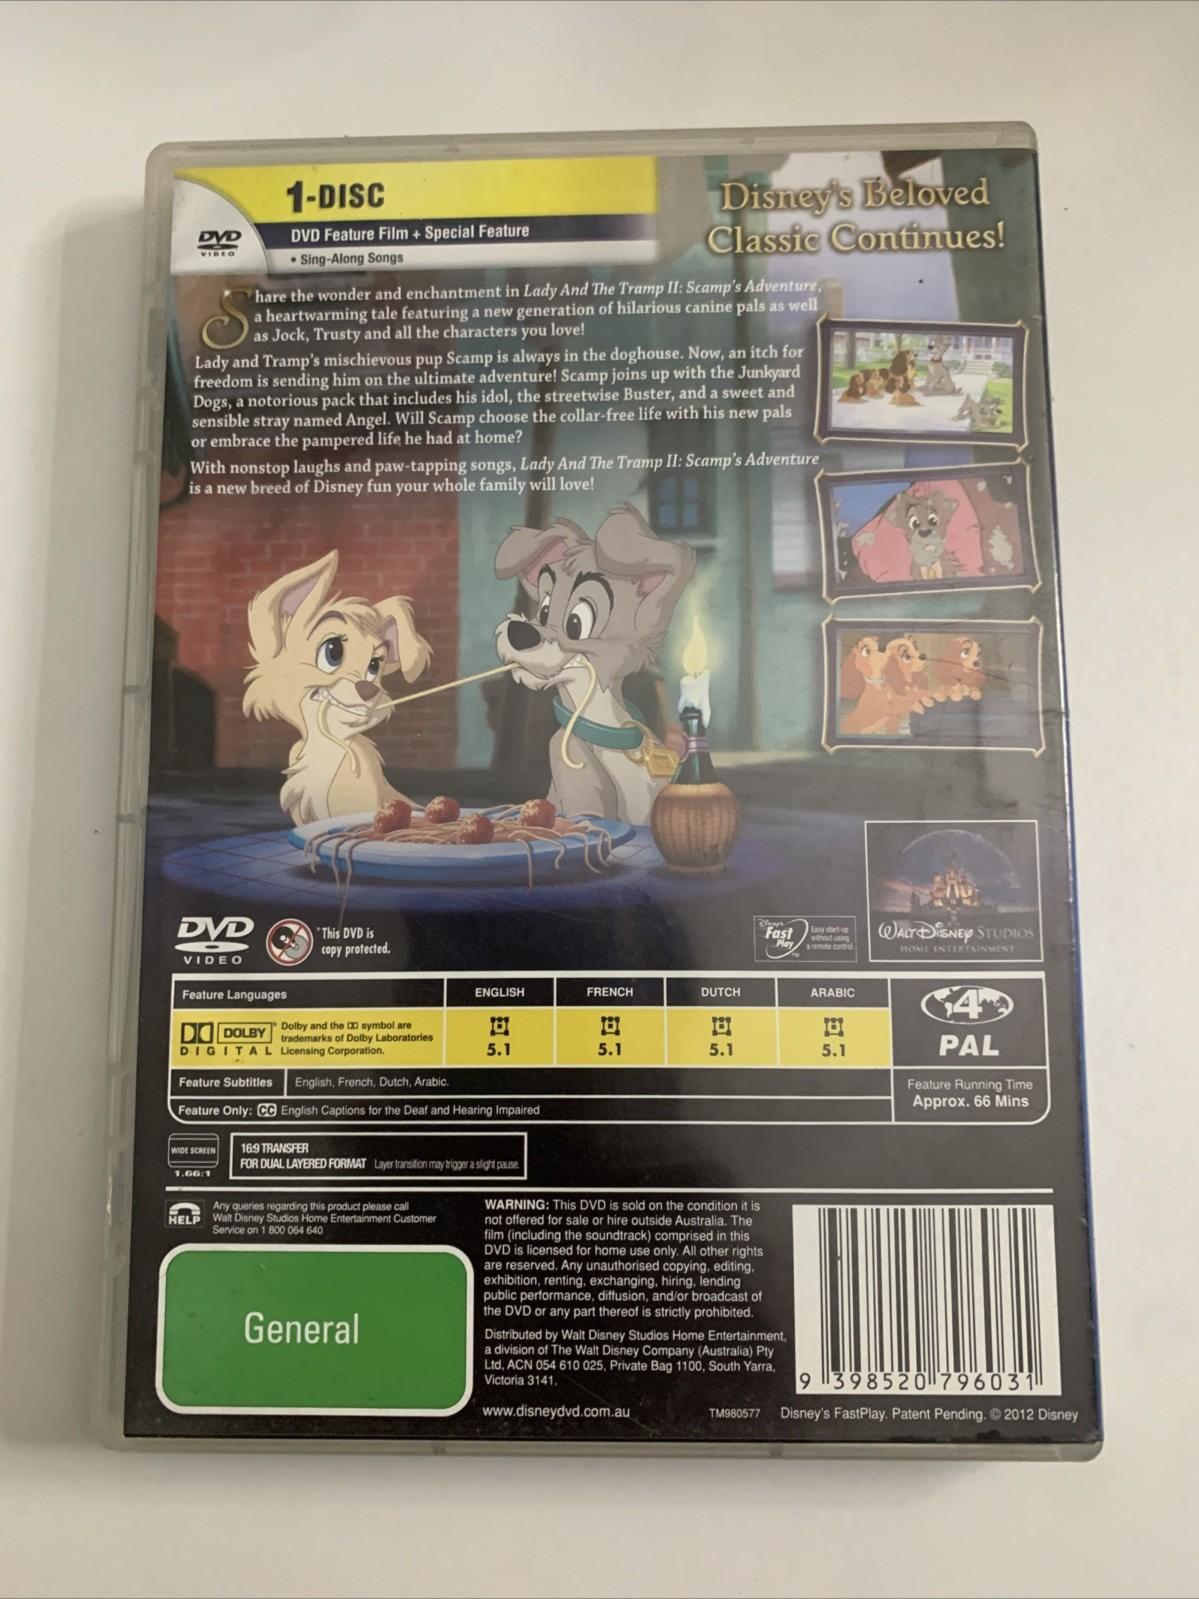 1-DISC
DVD
VIDEO
DVD Feature Film + Special Feature
• Sing-Along Songs
Disney's Beloved
Classic Continues!
Share the wonder and enchantment in Lady And The Tramp II: Scamp's Adventure,
a heartwarming tale featuring a new generation of hilarious canine pals as well
as Jock, Trusty and all the characters you love!
Lady and Tramp's mischievous pup Scamp is always in the doghouse. Now, an itch for
freedom is sending him on the ultimate adventure! Scamp joins up with the Junkyard
Dogs, a notorious pack that includes his idol, the streetwise Buster, and a sweet and
sensible stray named Angel. Will Scamp choose the collar-free life with his new pals
or embrace the pampered life he had at home?
With nonstop laughs and paw-tapping songs, Lady And The Tramp II: Scamp's Adventure
is a new breed of Disney fun your whole family will love!
DVD
VIDEO
*This DVD is
copy protected.
Disney's
Fast
Play
TM
Easy start-up
without using
a remote control.
WALT DISNEY STUDIOS
HOME ENTERTAINMENT
Feature Languages
ENGLISH
FRENCH
DUTCH
ARABIC
DOLBY
DIGITAL
Dolby and the DD symbol are
trademarks of Dolby Laboratories
Licensing Corporation.
5.1
5.1
5.1
5.1
4
PAL
Feature Subtitles
English, French, Dutch, Arabic.
Feature Only: CC English Captions for the Deaf and Hearing Impaired
Feature Running Time
Approx. 66 Mins
WIDE SCREEN
1.66:1
16:9 TRANSFER
FOR DUAL LAYERED FORMAT Layer transition may trigger a slight pause.
HELP
Any queries regarding this product please call
Walt Disney Studios Home Entertainment Customer
Service on 1 800 064 640
General
WARNING: This DVD is sold on the condition it is
not offered for sale or hire outside Australia. The
film (including the soundtrack) comprised in this
DVD is licensed for home use only. All other rights
are reserved. Any unauthorised copying, editing,
exhibition, renting, exchanging, hiring, lending
public performance, diffusion, and/or broadcast of
the DVD or any part thereof is strictly prohibited.
Distributed by Walt Disney Studios Home Entertainment,
a division of The Walt Disney Company (Australia) Pty
Ltd, ACN 054 610 025, Private Bag 1100, South Yarra,
Victoria 3141.
www.disneydvd.com.au
TM980577
9 398520 796031
Disney's FastPlay. Patent Pending. © 2012 Disney